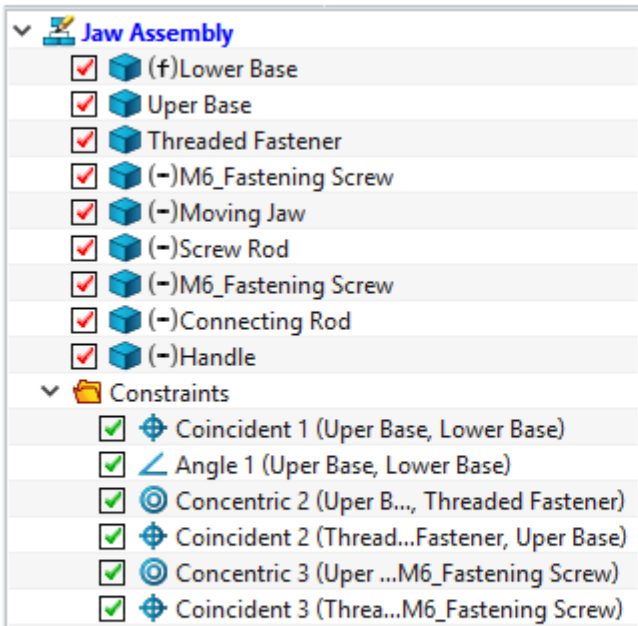 Jaw Assembly
(f)Lower Base
Uper Base
Threaded Fastener
(-)M6_Fastening Screw
(-)Moving Jaw
(-)Screw Rod
(-)M6_Fastening Screw
(-)Connecting Rod
(-)Handle
Constraints
Coincident 1 (Uper Base, Lower Base)
Angle 1 (Uper Base, Lower Base)
Concentric 2 (Uper B..., Threaded Fastener)
Coincident 2 (Thread...Fastener, Uper Base)
Concentric 3 (Uper ...M6_Fastening Screw)
Coincident 3 (Threa...M6_Fastening Screw)